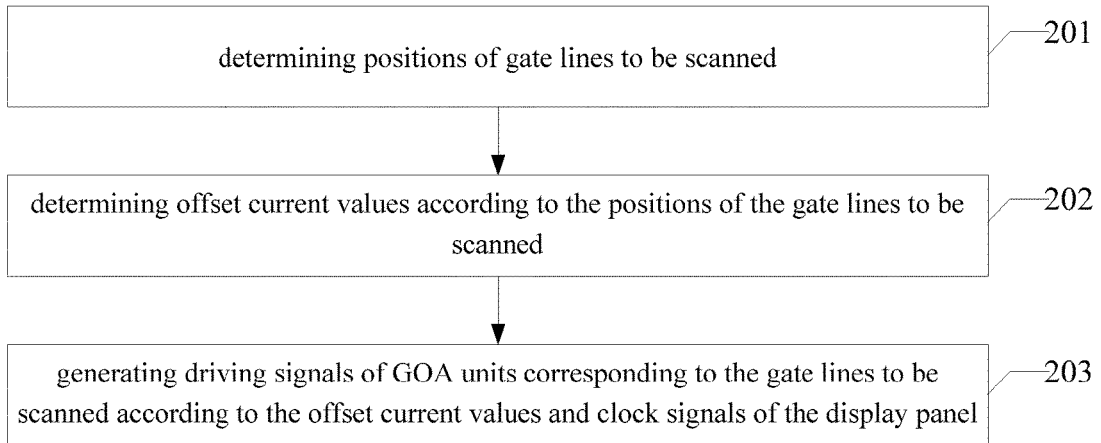 determining positions of gate lines to be scanned
201
determining offset current values according to the positions of the gate lines to be
scanned
202
generating driving signals of GOA units corresponding to the gate lines to be
scanned according to the offset current values and clock signals of the display panel
203